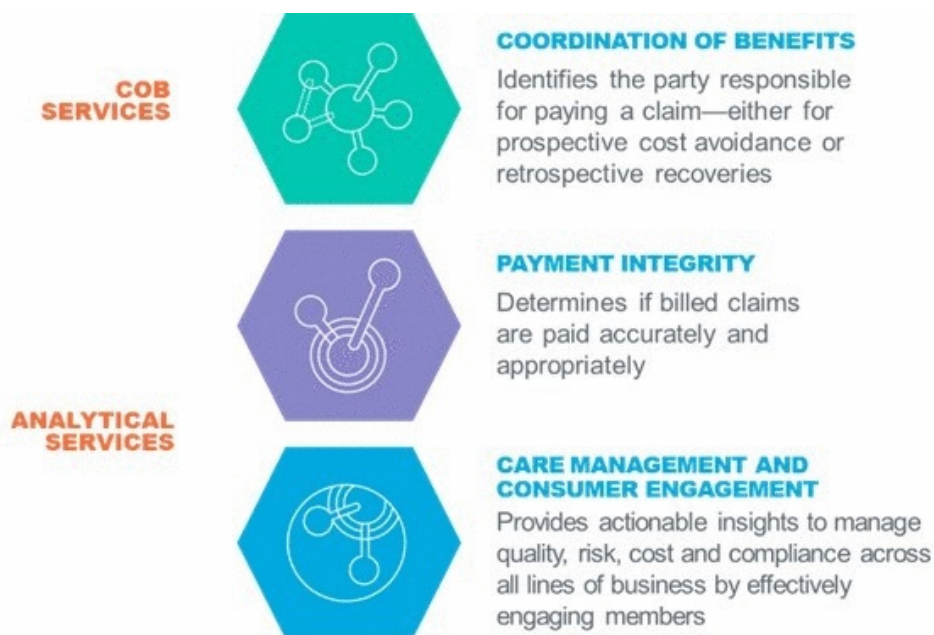 COB
SERVICES
COORDINATION OF BENEFITS
Identifies the party responsible
for paying a claim—either for
prospective cost avoidance or
retrospective recoveries
PAYMENT INTEGRITY
Determines if billed claims
are paid accurately and
appropriately
ANALYTICAL
SERVICES
CARE MANAGEMENT AND
CONSUMER ENGAGEMENT
Provides actionable insights to manage
quality, risk, cost and compliance across
all lines of business by effectively
engaging members